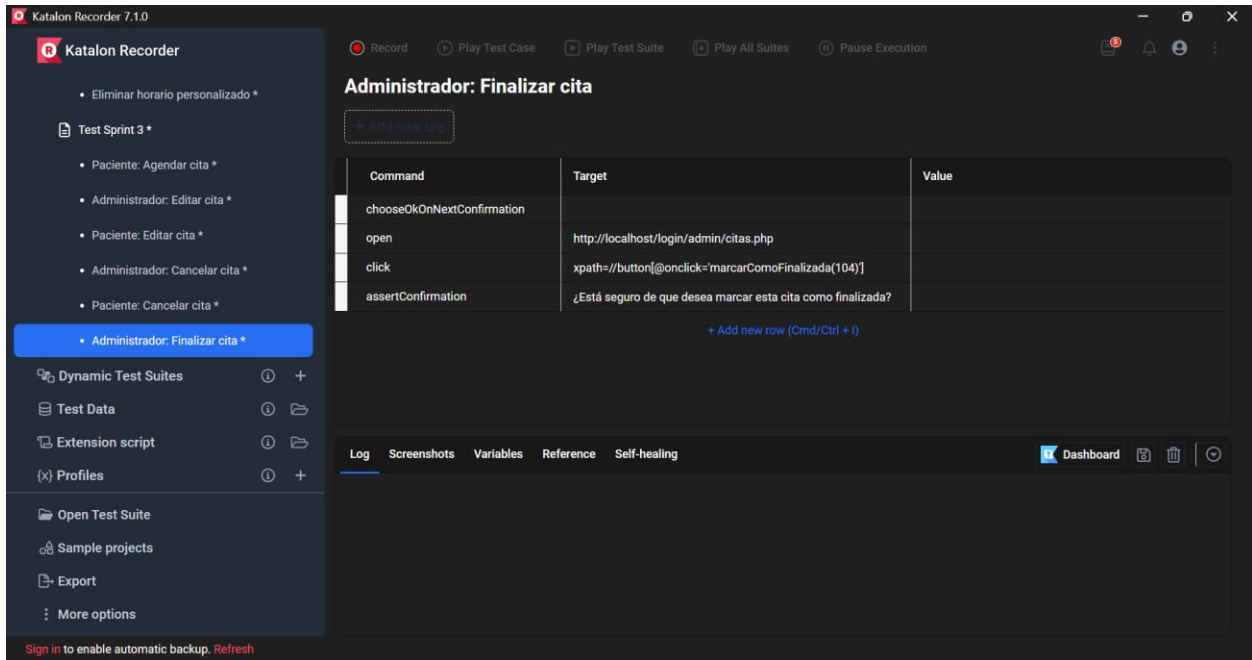 Katalon Recorder 7.1.0
Katalon Recorder
Record Play Test Case Play Test Suite Play All Suites Pause Execution
Eliminar horario personalizado *
Test Sprint 3 *
Paciente: Agendar cita *
Administrador: Editar cita *
Paciente: Editar cita *
Administrador: Cancelar cita *
Paciente: Cancelar cita *
Administrador: Finalizar cita *
Dynamic Test Suites
Test Data
Extension script
{x} Profiles
Open Test Suite
Sample projects
Export
More options
Sign in to enable automatic backup. Refresh
Administrador: Finalizar cita
+ Add new tag
Command Target Value
chooseOkOnNextConfirmation
open http://localhost/login/admin/citas.php
click xpath=//button[@onclick='marcarComoFinalizada(104)']
assertConfirmation ¿Está seguro de que desea marcar esta cita como finalizada?
+ Add new row (Cmd/Ctrl + I)
Log Screenshots Variables Reference Self-healing Dashboard